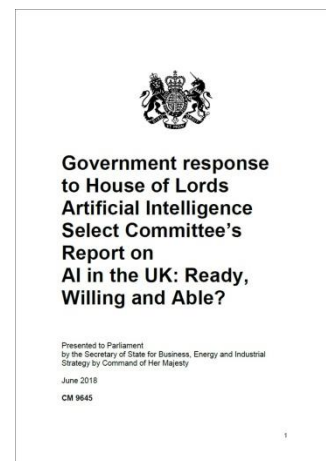 Government response
to House of Lords
Artificial Intelligence
Select Committee's
Report on
AI in the UK: Ready,
Willing and Able?
Presented to Parliament
by the Secretary of State for Business, Energy and Industrial
Strategy by Command of Her Majesty
June 2018
CM 9645
1